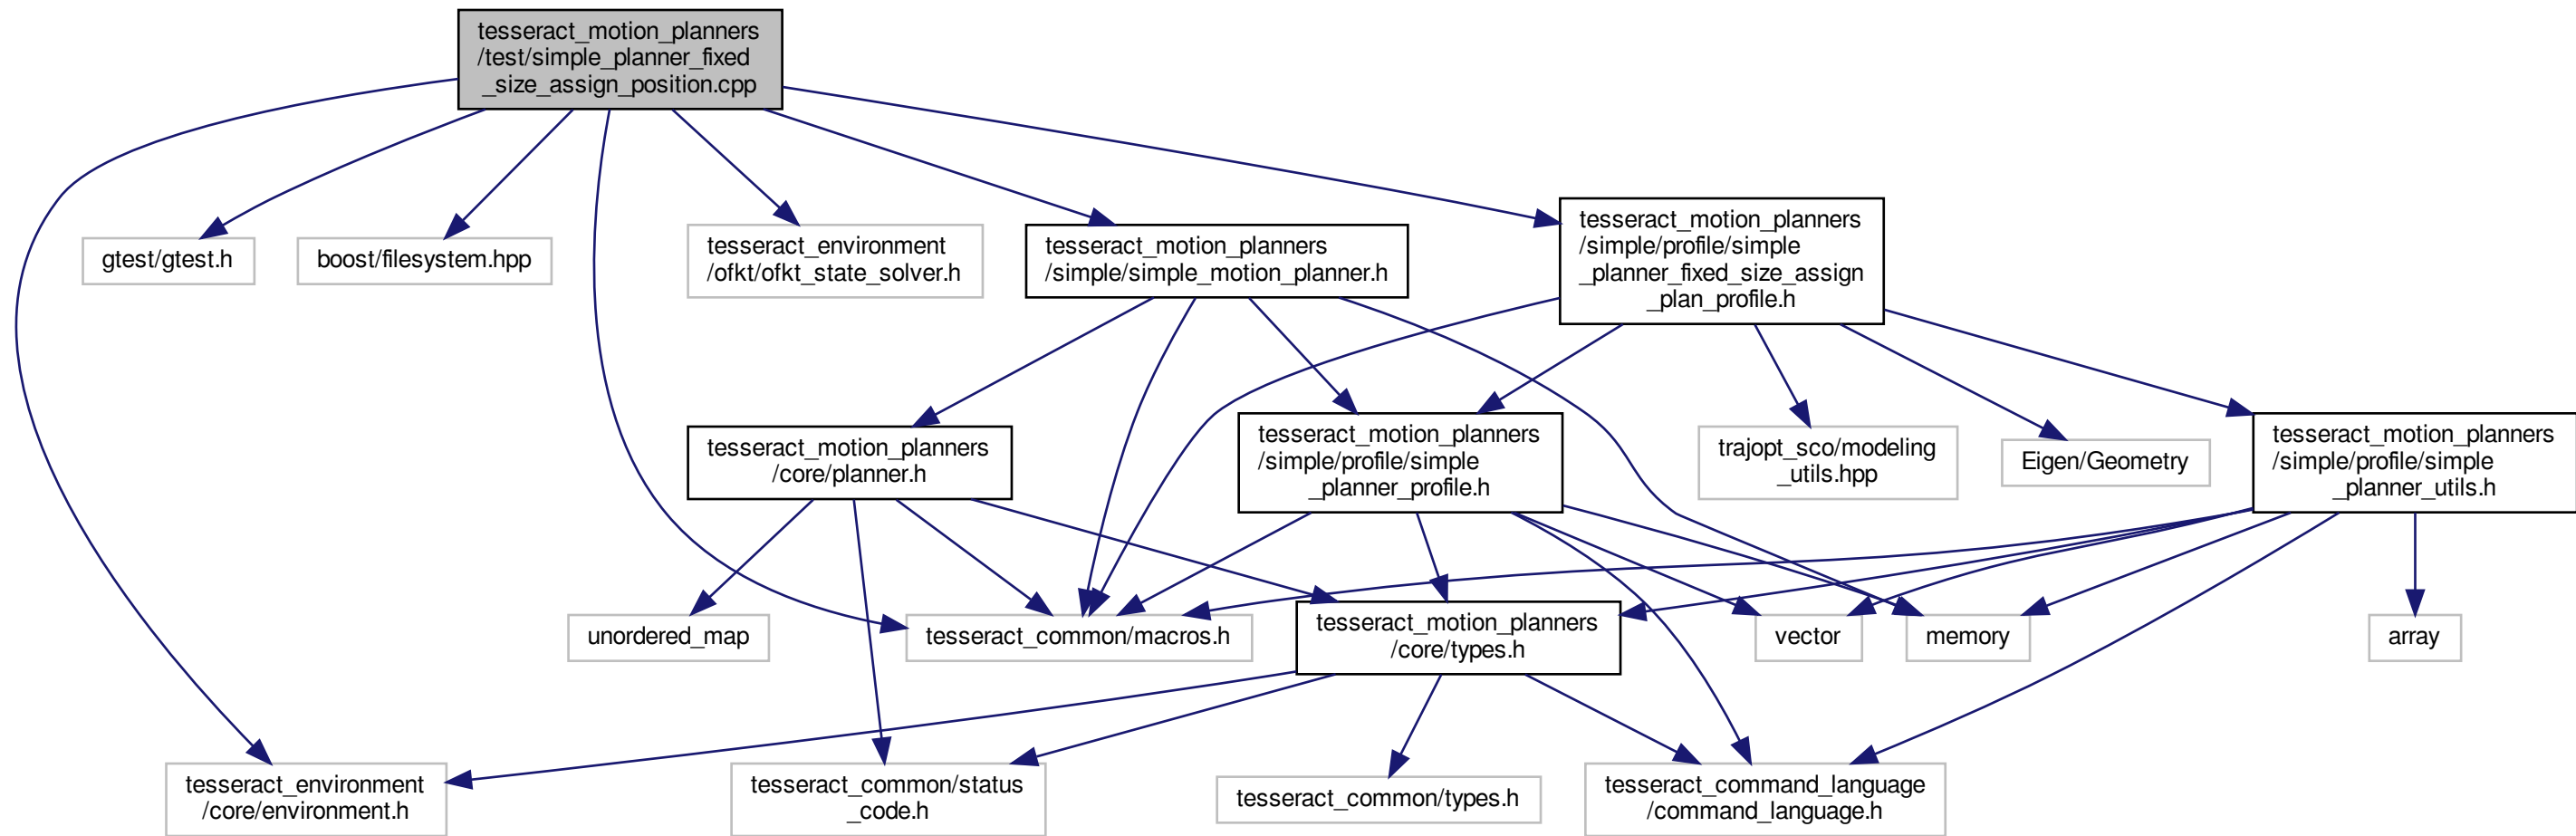 tesseract_motion_planners
/test/simple_planner_fixed
_size_assign_position.cpp
gtest/gtest.h
boost/filesystem.hpp
tesseract_environment
/ofkt/ofkt_state_solver.h
tesseract_motion_planners
/simple/simple_motion_planner.h
tesseract_motion_planners
/simple/profile/simple
_planner_fixed_size_assign
_plan_profile.h
tesseract_motion_planners
/core/planner.h
tesseract_motion_planners
/simple/profile/simple
_planner_profile.h
trajopt_sco/modeling
_utils.hpp
Eigen/Geometry
tesseract_motion_planners
/simple/profile/simple
_planner_utils.h
unordered_map
tesseract_common/macros.h
tesseract_motion_planners
/core/types.h
vector
memory
array
tesseract_environment
/core/environment.h
tesseract_common/status
_code.h
tesseract_common/types.h
tesseract_command_language
/command_language.h